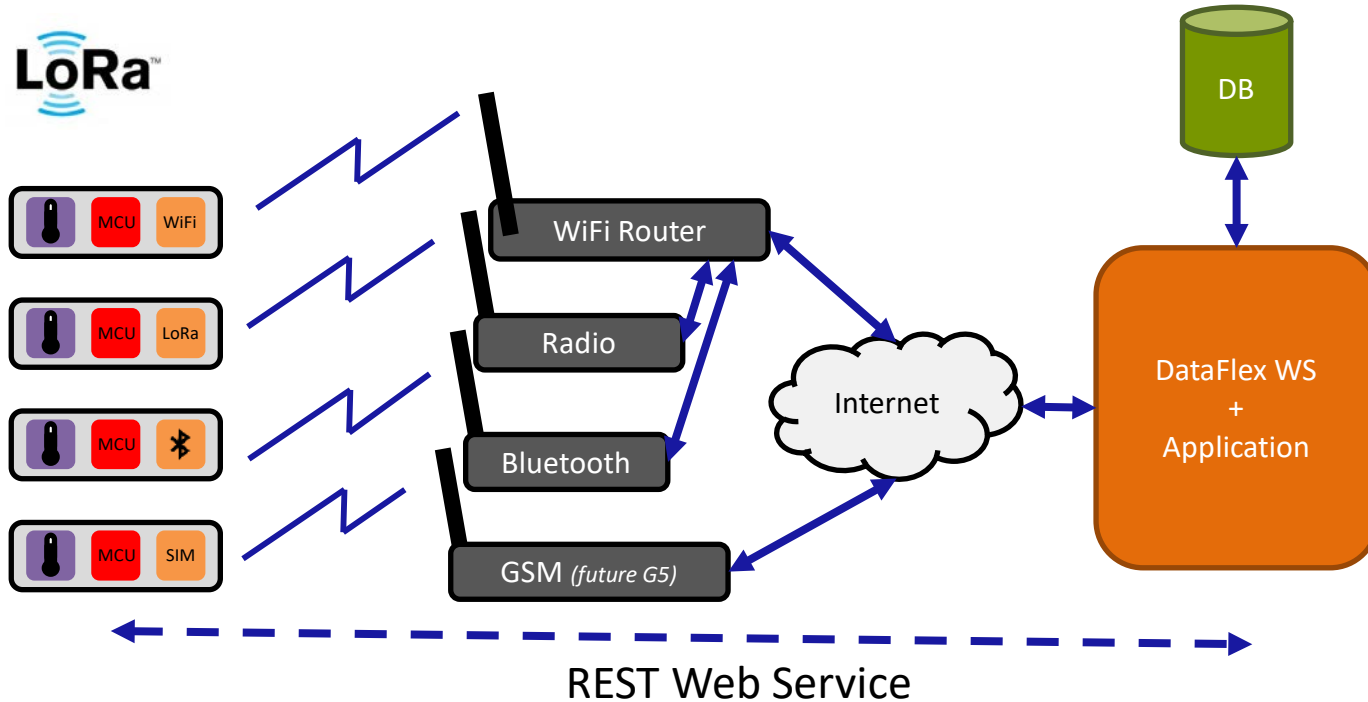 LoRa™
DB
MCU WiFi
WiFi Router
MCU LoRa
Radio
MCU
Bluetooth
MCU SIM
GSM (future G5)
Internet
DataFlex WS
+
Application
REST Web Service